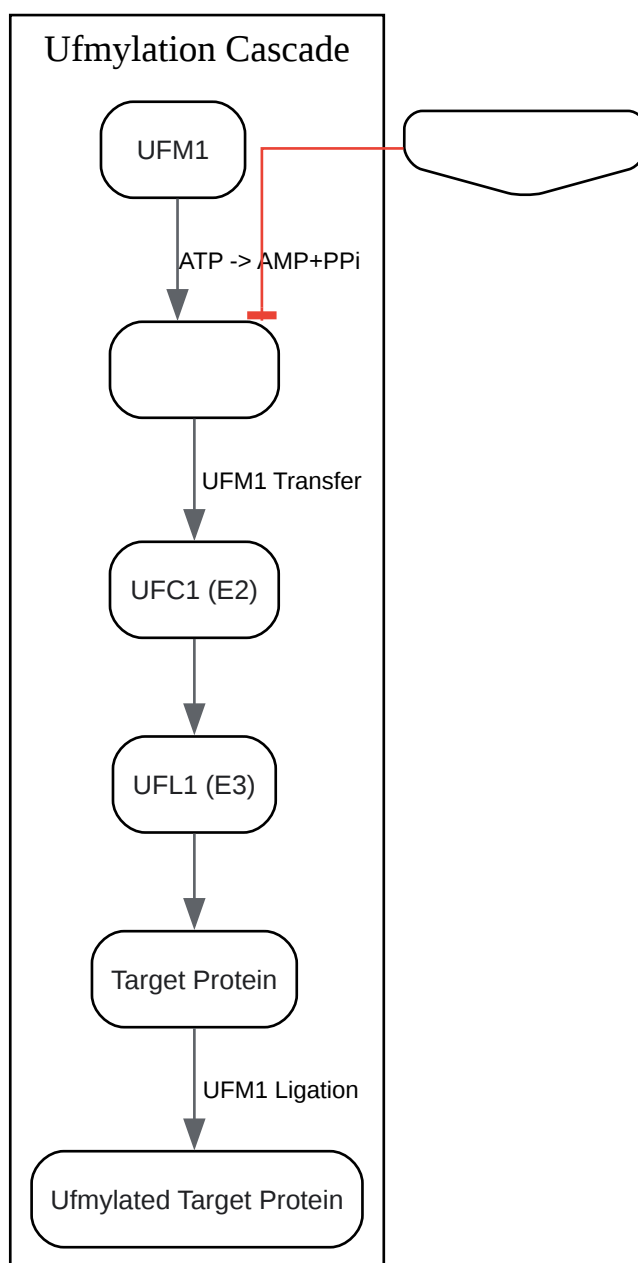 Ufmylation Cascade
UFM1
ATP -> AMP+PPi
UFM1 Transfer
UFC1 (E2)
UFL1 (E3)
Target Protein
UFM1 Ligation
Ufmylated Target Protein